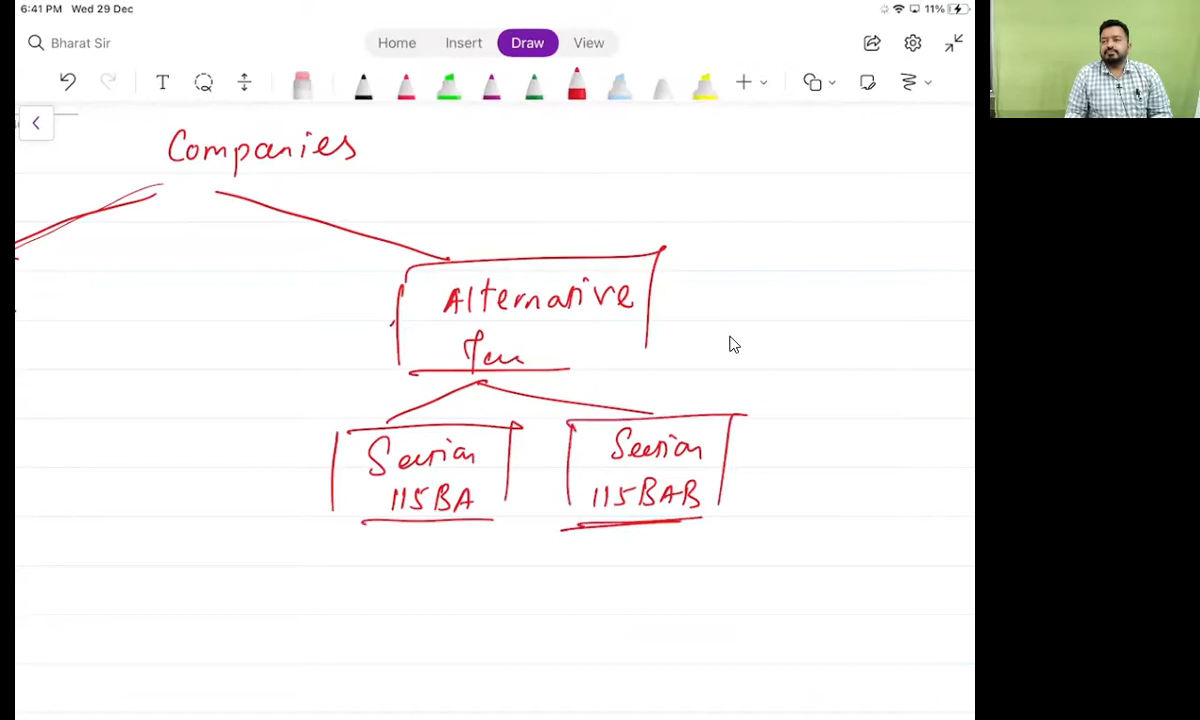 6:41 PM Wed 29 Dec
11%
Bharat Sir
Home Insert Draw View
T
Companies
Alternative
Section
115BA
Section
115BAB